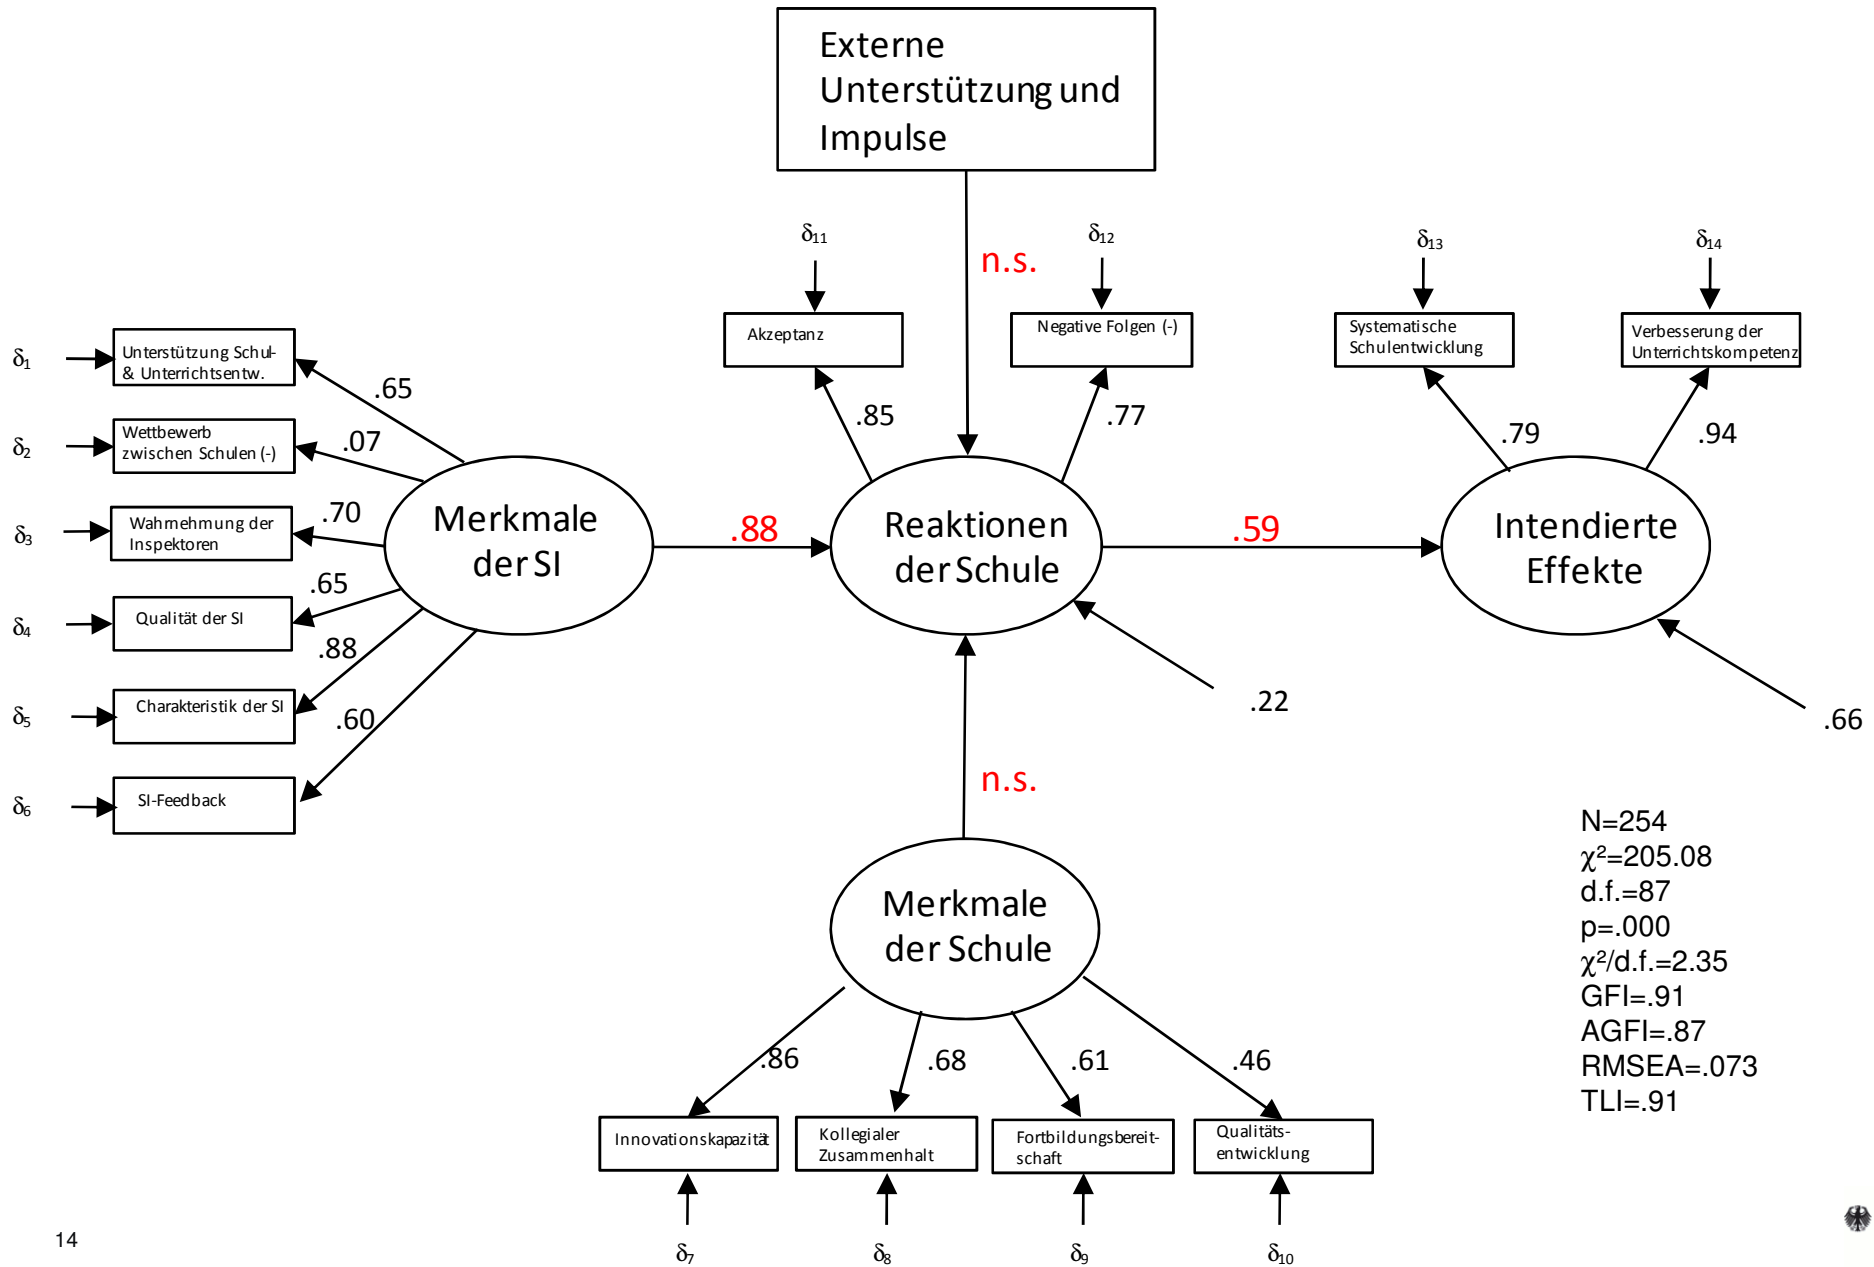 Externe
Unterstützung und
Impulse
n.s.
δ11
δ12
δ13
δ14
Akzeptanz
Negative Folgen (-)
Systematische
Schulentwicklung
Verbesserung der
Unterrichtskompetenz
.85
.77
.79
.94
δ1
Unterstützung Schul-
& Unterrichtsentw.
.65
δ2
Wettbewerb
zwischen Schulen (-)
.07
δ3
Wahrnehmung der
Inspektoren
.70
δ4
Qualität der SI
.65
δ5
Charakteristik der SI
.88
δ6
SI-Feedback
.60
Merkmale
der SI
.88
Reaktionen
der Schule
.59
Intendierte
Effekte
.22
.66
n.s.
Merkmale
der Schule
.86
.68
.61
.46
Innovationskapazität
Kollegialer
Zusammenhalt
Fortbildungsbereit-
schaft
Qualitäts-
entwicklung
δ7
δ8
δ9
δ10
N=254
χ²=205.08
d.f.=87
p=.000
χ²/d.f.=2.35
GFI=.91
AGFI=.87
RMSEA=.073
TLI=.91
14